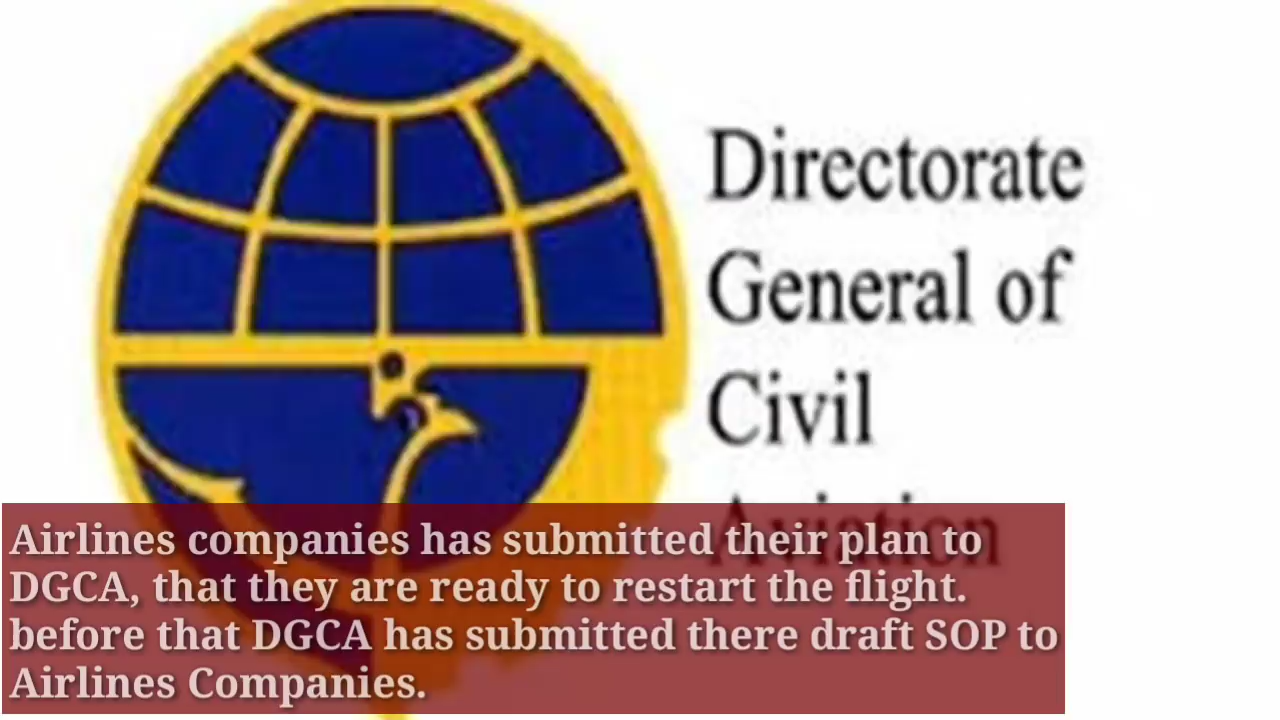 Directorate
General of
Civil
Aviation
Airlines companies has submitted their plan to
DGCA, that they are ready to restart the flight.
before that DGCA has submitted there draft SOP to
Airlines Companies.